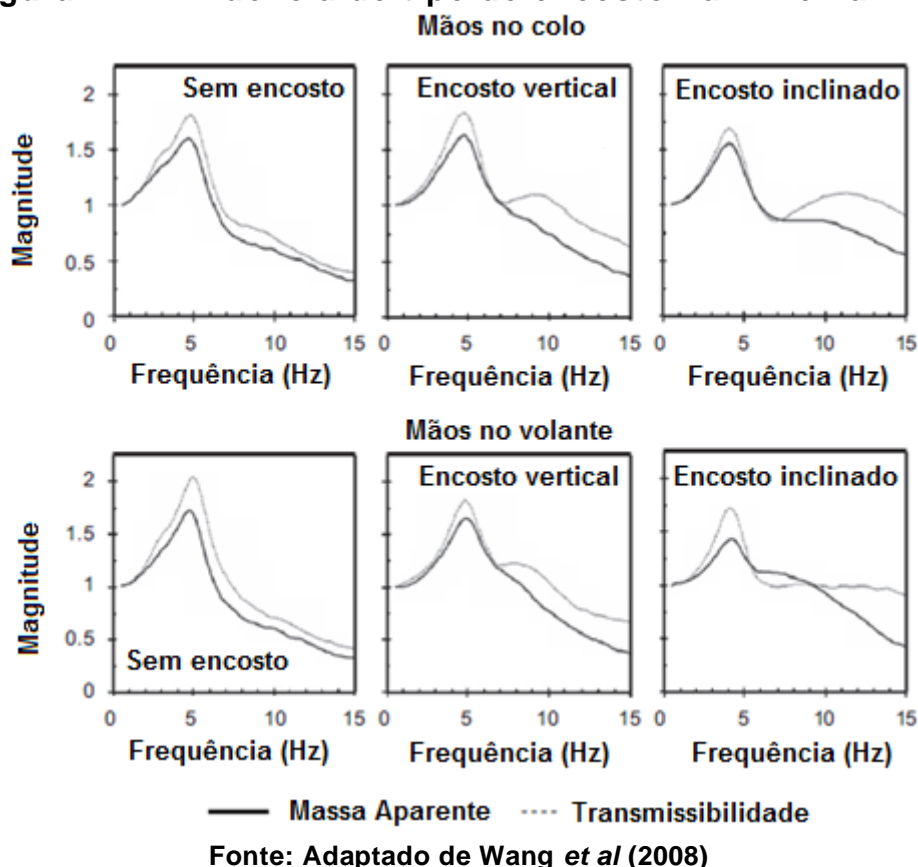 Mãos no colo
Sem encosto
Encosto vertical
Encosto inclinado
Magnitude
2
1.5
1
0.5
0
0 5 10 15 0 5 10 15 0 5 10 15
Frequência (Hz) Frequência (Hz) Frequência (Hz)
Mãos no volante
Encosto vertical
Encosto inclinado
Magnitude
2
1.5
1
0.5
0
Sem encosto
0 5 10 15 0 5 10 15 0 5 10 15
Frequência (Hz) Frequência (Hz) Frequência (Hz)
Massa Aparente Transmissibilidade
Fonte: Adaptado de Wang et al (2008)